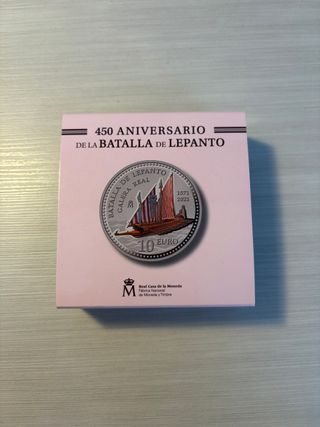 450 ANIVERSARIO
DE LA BATALLA DE LEPANTO
BATALLA DE LEPANTO
GALERA REAL
1571
2021
M
10 EURO
M
Real Casa de la Moneda
Fábrica Nacional
de Moneda y Timbre